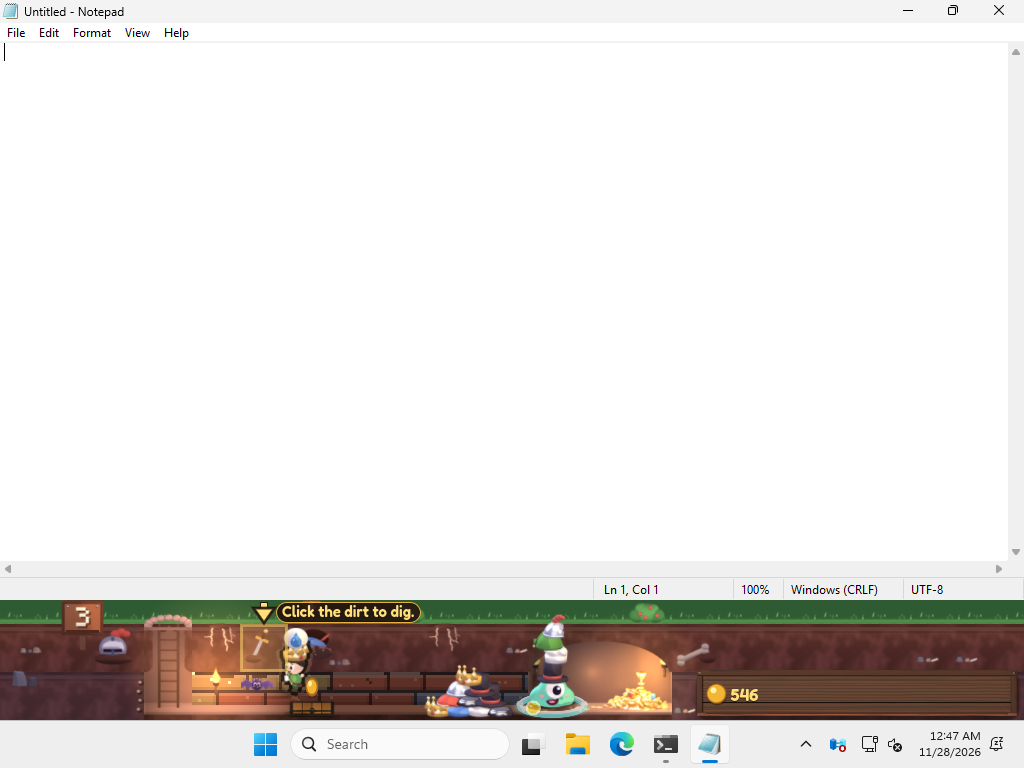 Untitled - Notepad
File Edit Format View Help
Ln 1, Col 1 100% Windows (CRLF) UTF-8
3 Click the dirt to dig.
546
Search
12:47 AM
11/28/2026